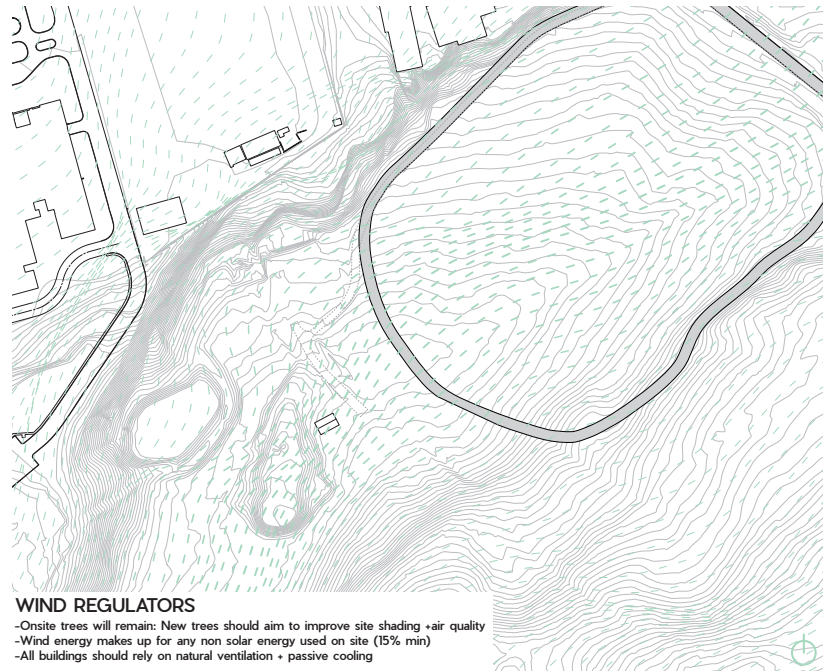 WIND REGULATORS
-Onsite trees will remain: New trees should aim to improve site shading +air quality
-Wind energy makes up for any non solar energy used on site (15% min)
-All buildings should rely on natural ventilation + passive cooling